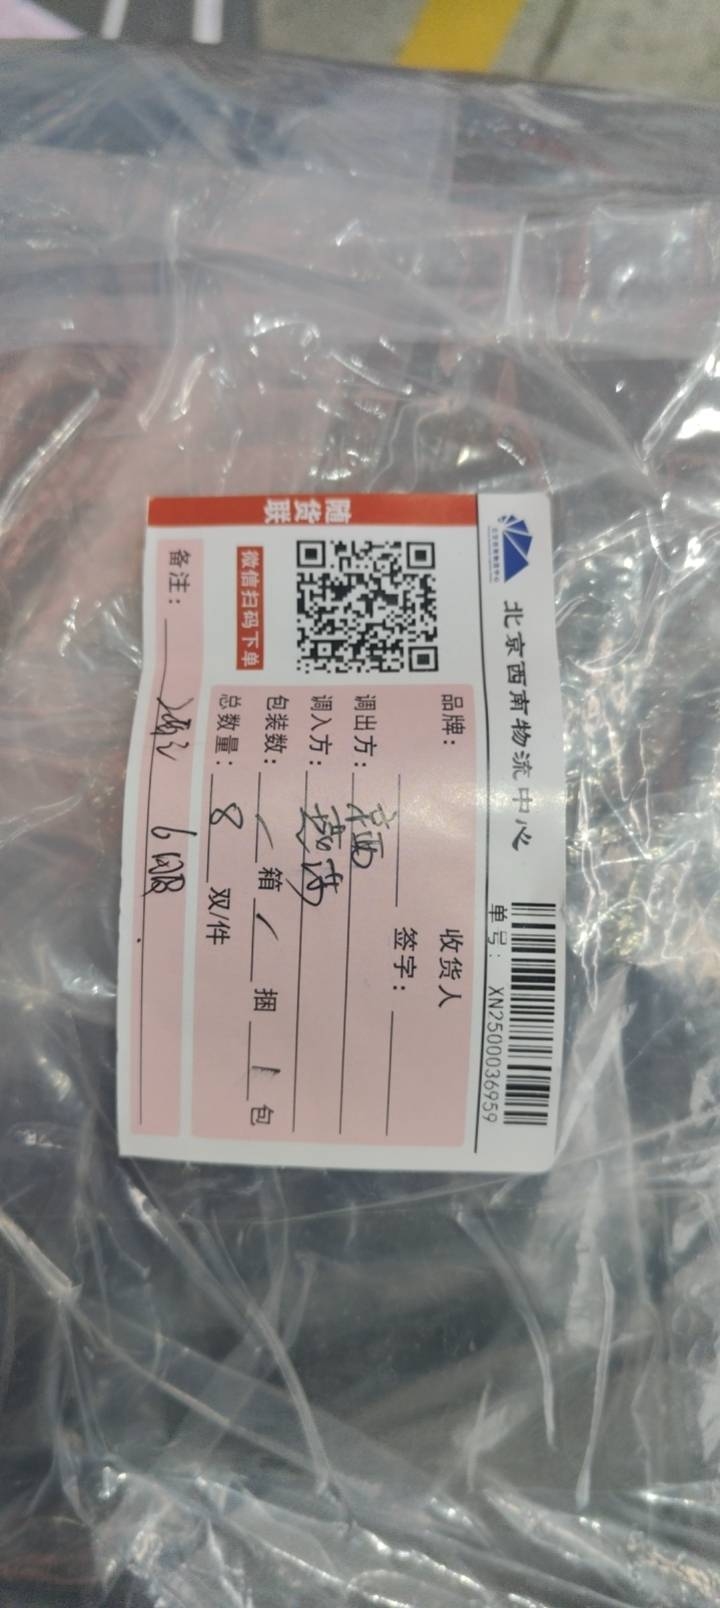 北京西南物流中心
单号: XN2500036959
随货联
微信扫码下单
品牌:
收货人
签字:
调出方: 京西
调入方:
包装数: / 箱 / 捆 1 包
总数量: 8 双/件
备注: 6